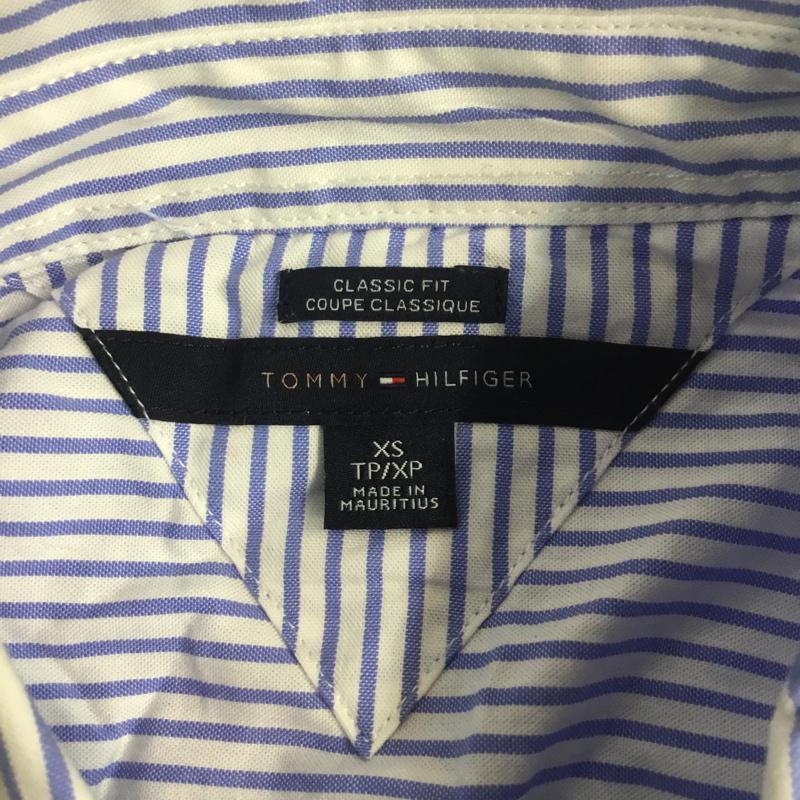 CLASSIC FIT
COUPE CLASSIQUE
TOMMY HILFIGER
XS
TP/XP
MADE IN
MAURITIUS